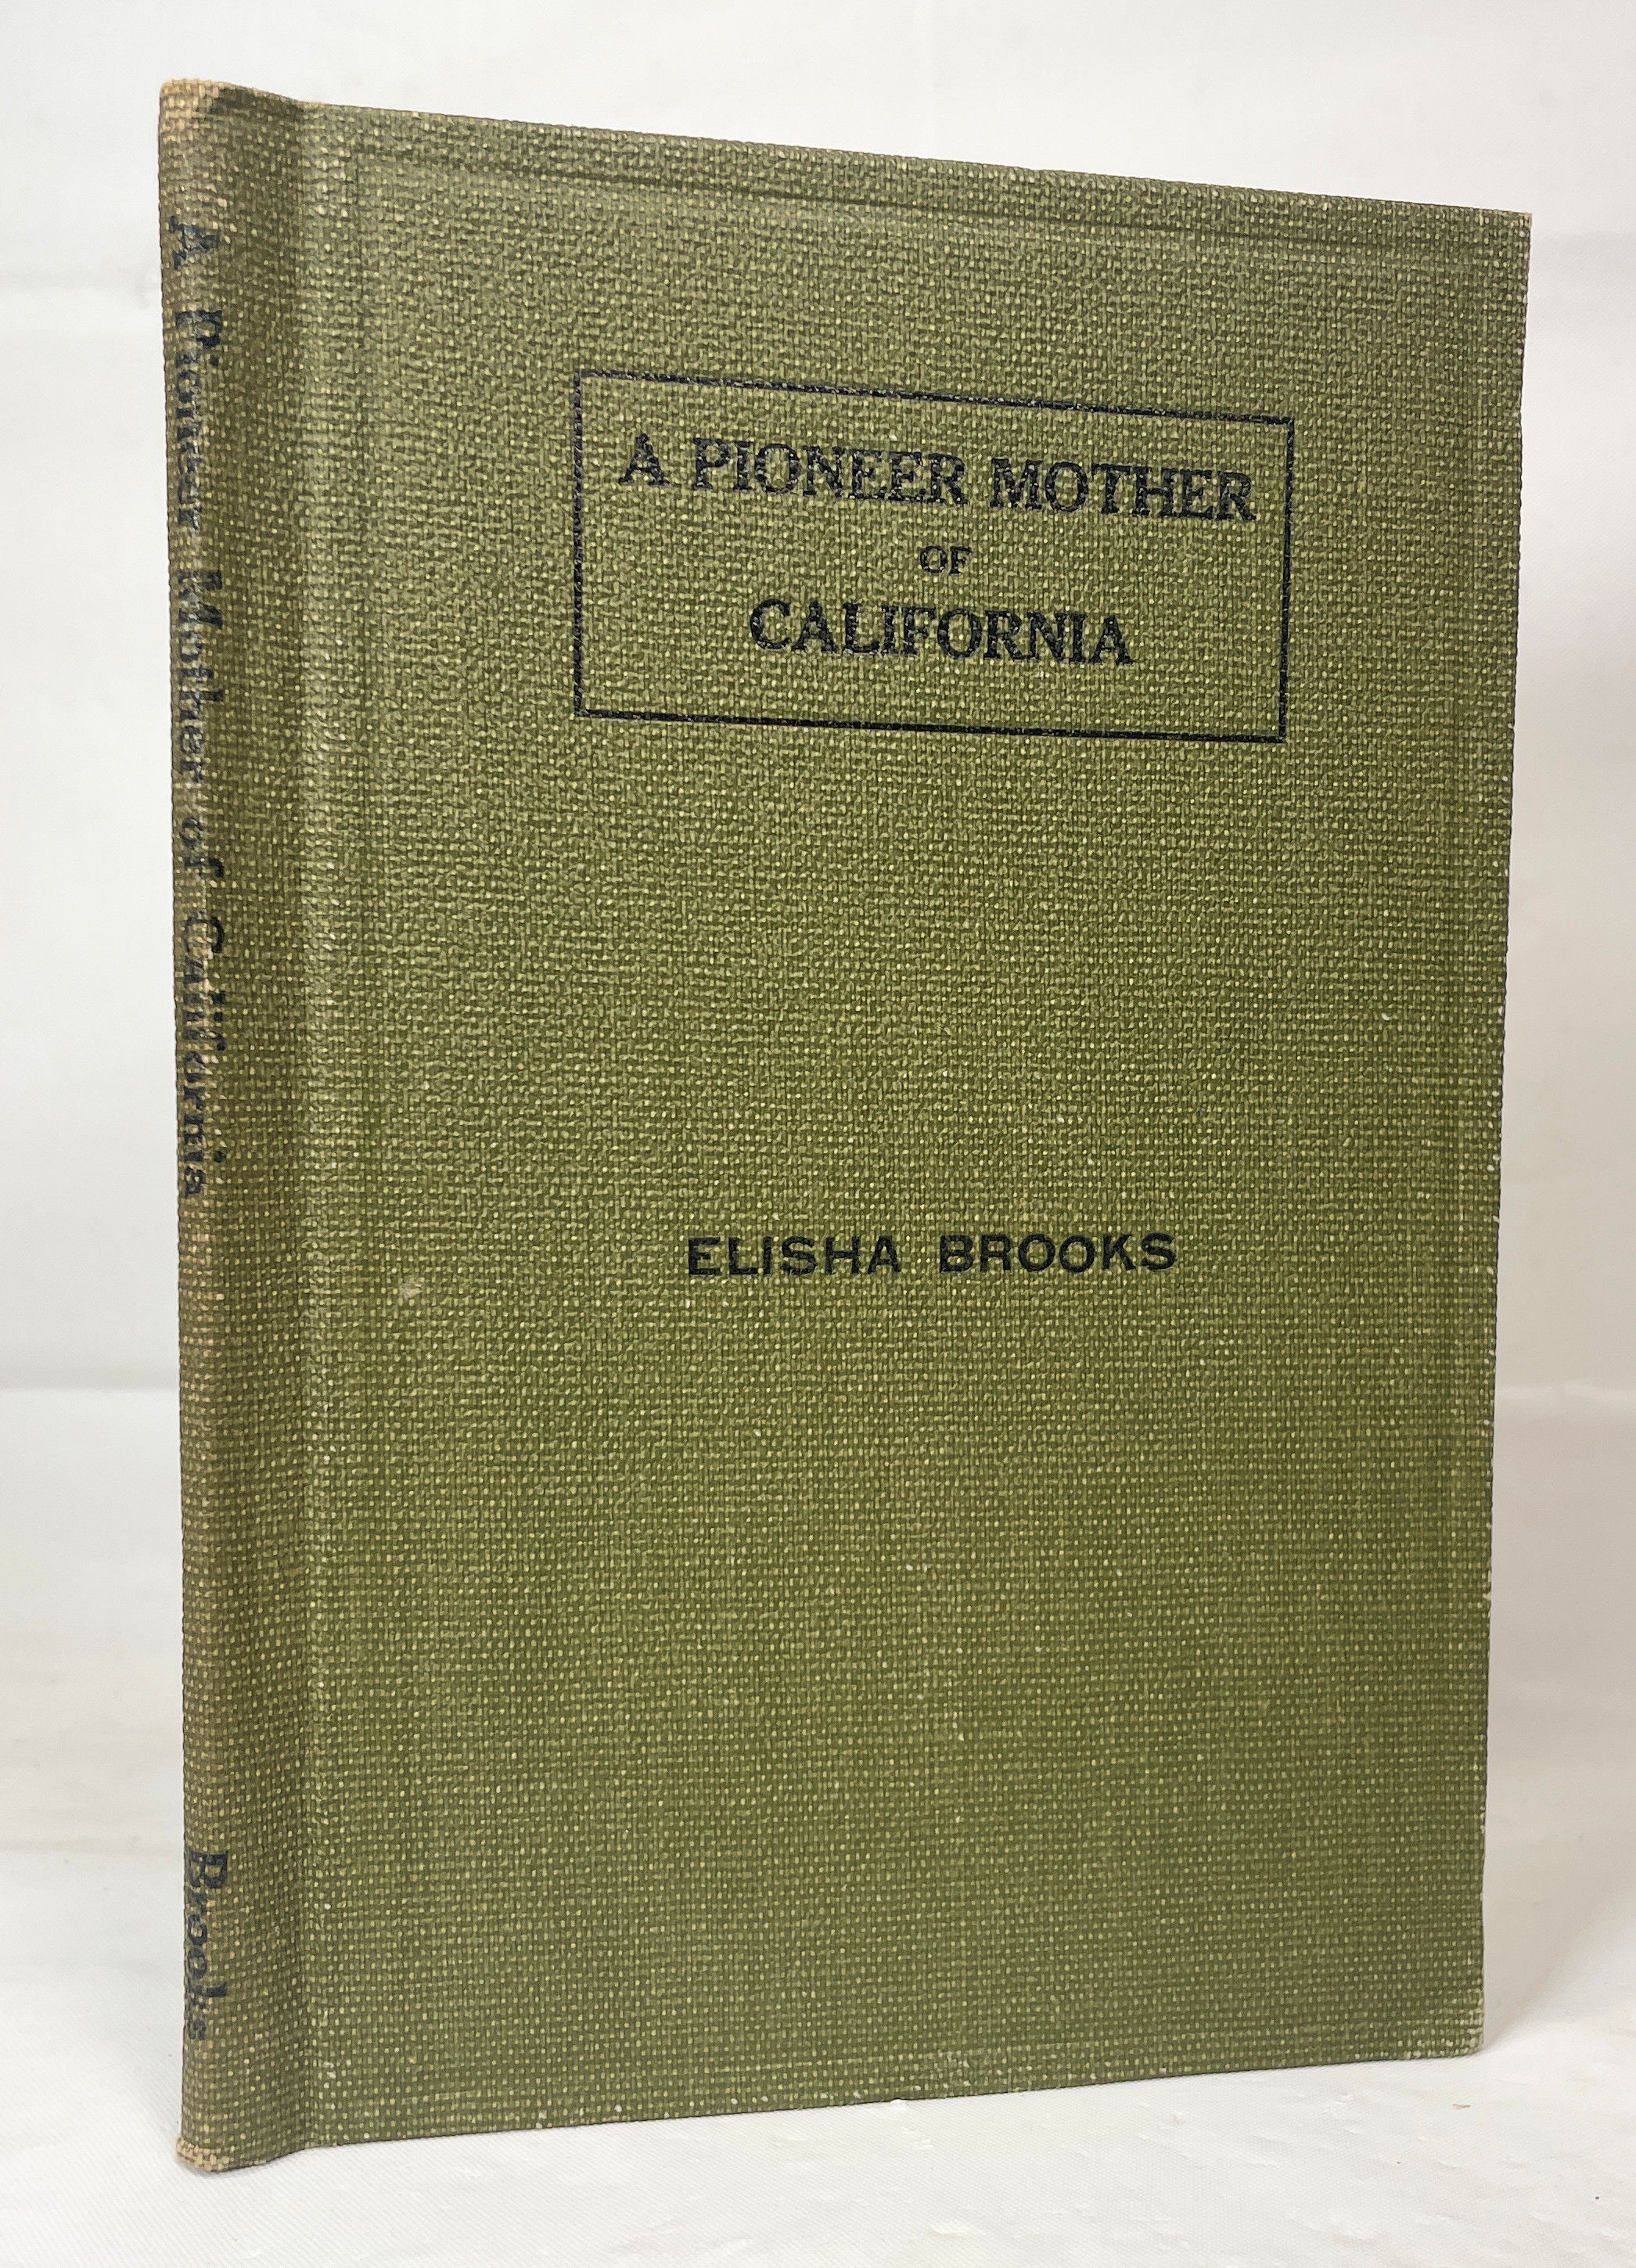 A Pioneer Mother of California
Brooks
A PIONEER MOTHER
OF
CALIFORNIA
ELISHA BROOKS